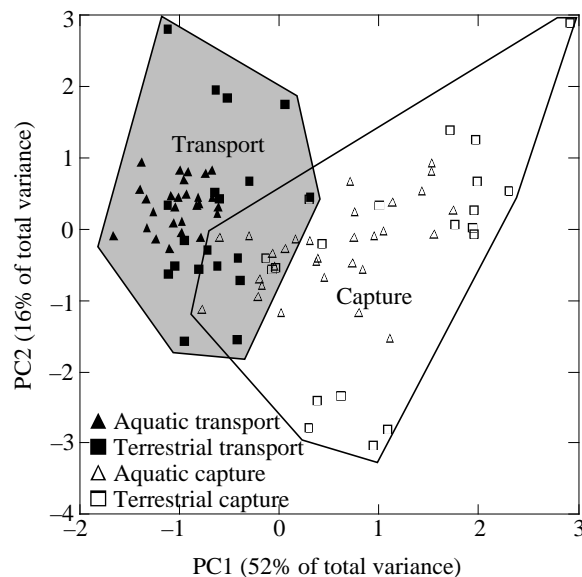 3
2
1
0
−1
−2
−3
−4
PC2 (16% of total variance)
Transport
Capture
Aquatic transport
Terrestrial transport
Aquatic capture
Terrestrial capture
−2 −1 0 1 2 3
PC1 (52% of total variance)